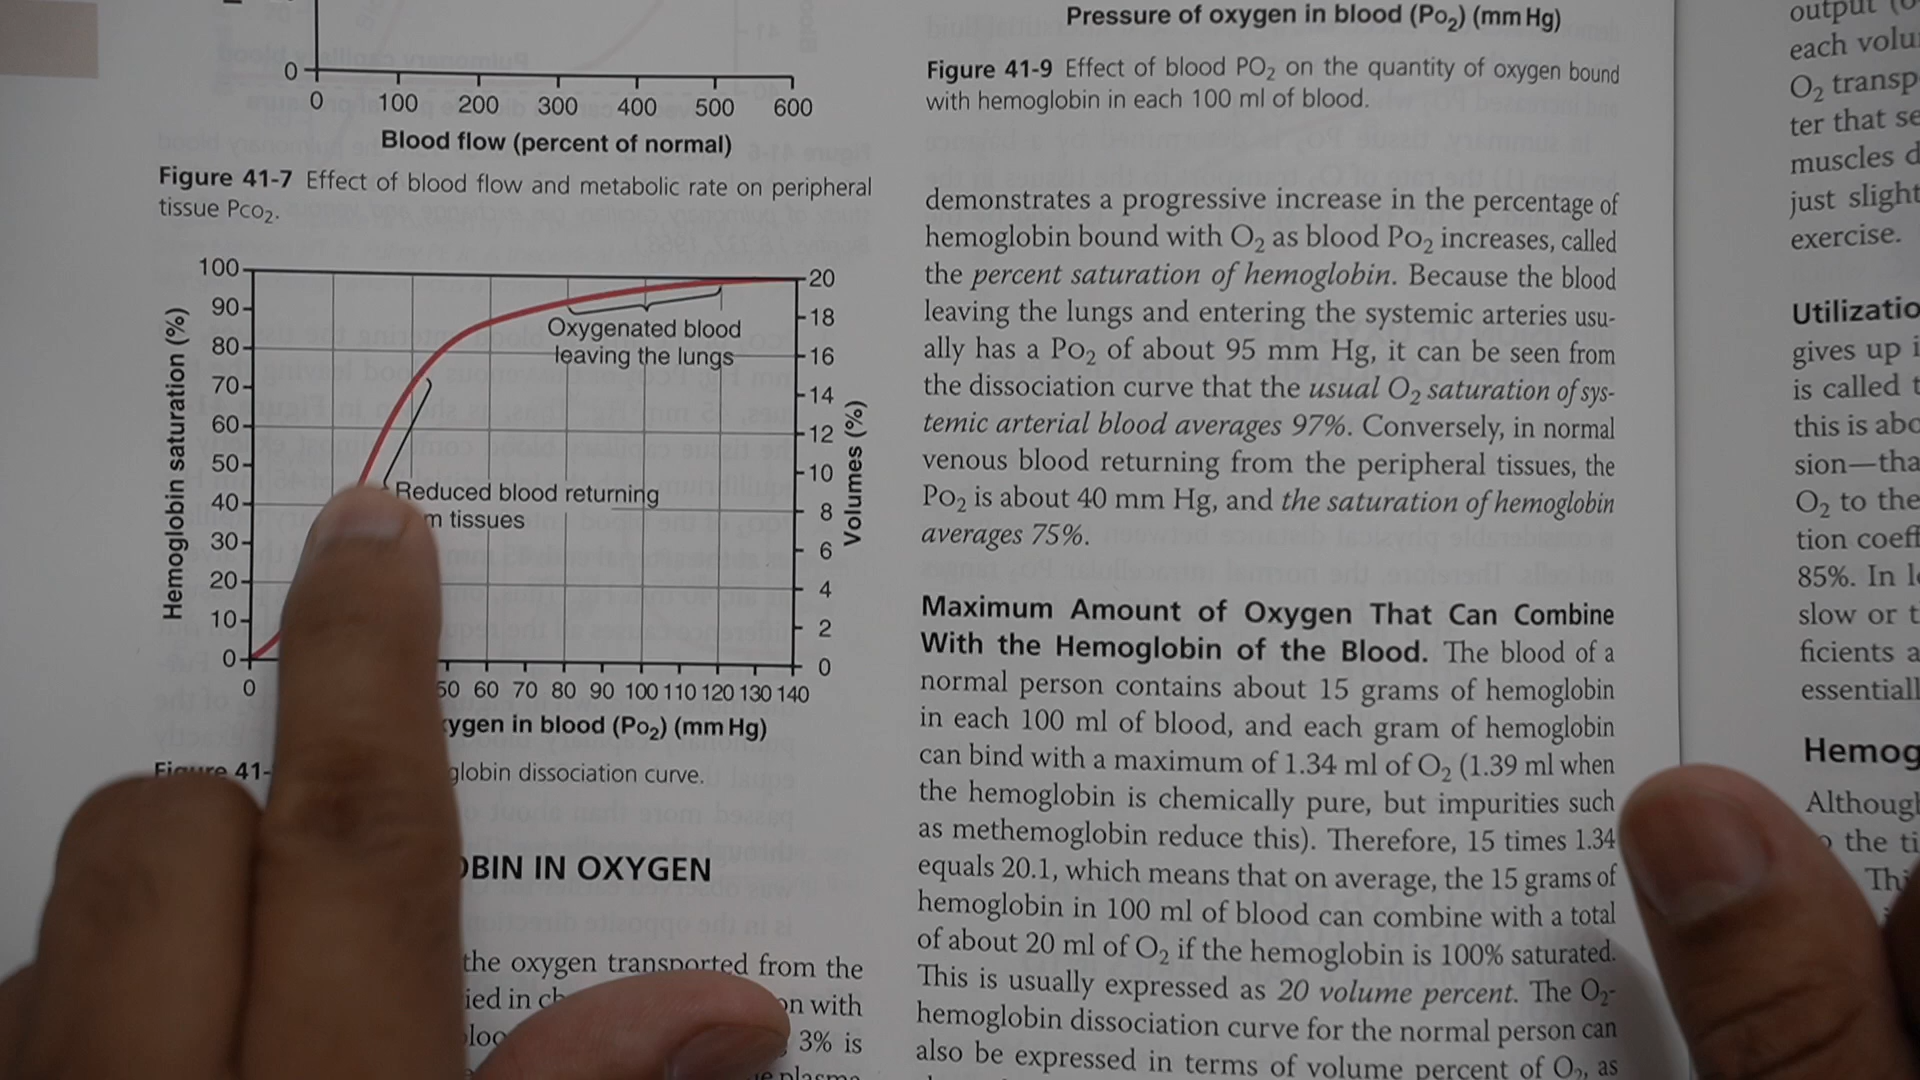 0
0 100 200 300 400 500 600
Blood flow (percent of normal)
Figure 41-7 Effect of blood flow and metabolic rate on peripheral
tissue PCO2.
100
90
80
70
60
50
40
30
20
10
0
Hemoglobin saturation (%)
Oxygenated blood
leaving the lungs
Reduced blood returning
tissues
20
18
16
14
12
10
8
6
4
2
0
Volumes (%)
0 50 60 70 80 90 100 110 120 130 140
in blood (PO2) (mm Hg)
Figure 41-
dissociation curve.
IN OXYGEN
the oxygen transported from the
in
with
3% is
Pressure of oxygen in blood (PO2) (mm Hg)
Figure 41-9 Effect of blood PO2 on the quantity of oxygen bound
with hemoglobin in each 100 ml of blood.
demonstrates a progressive increase in the percentage of
hemoglobin bound with O2 as blood PO2 increases, called
the percent saturation of hemoglobin. Because the blood
leaving the lungs and entering the systemic arteries usu-
ally has a PO2 of about 95 mm Hg, it can be seen from
the dissociation curve that the usual O2 saturation of sys-
temic arterial blood averages 97%. Conversely, in normal
venous blood returning from the peripheral tissues, the
PO2 is about 40 mm Hg, and the saturation of hemoglobin
averages 75%.
Maximum Amount of Oxygen That Can Combine
With the Hemoglobin of the Blood. The blood of a
normal person contains about 15 grams of hemoglobin
in each 100 ml of blood, and each gram of hemoglobin
can bind with a maximum of 1.34 ml of O2 (1.39 ml when
the hemoglobin is chemically pure, but impurities such
as methemoglobin reduce this). Therefore, 15 times 1.34
equals 20.1, which means that on average, the 15 grams of
hemoglobin in 100 ml of blood can combine with a total
of about 20 ml of O2 if the hemoglobin is 100% saturated.
This is usually expressed as 20 volume percent. The O2-
hemoglobin dissociation curve for the normal person can
also be expressed in terms of volume percent of O2, as
output
each
O2
ter that
muscles
just
exercise.
gives up
is called
this is
sion—
O2 to the
tion
85%. In
slow or
ficients
the